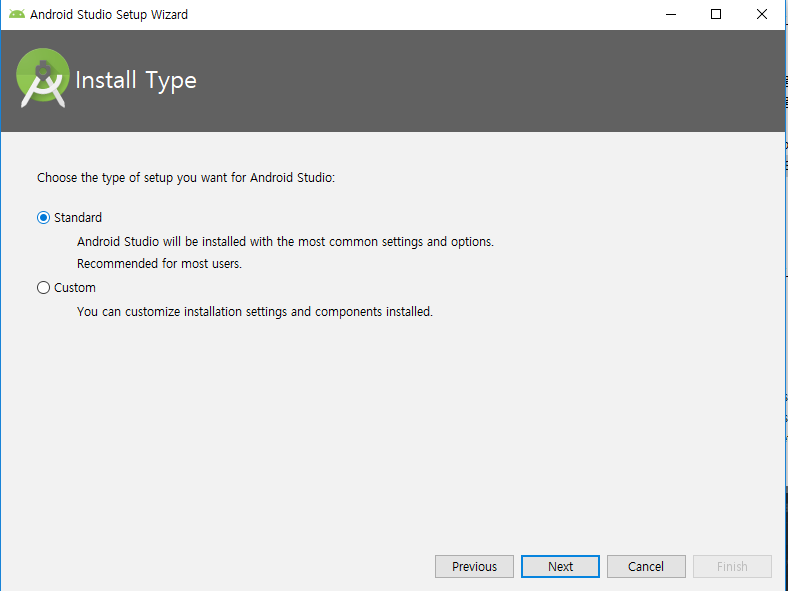 Android Studio Setup Wizard
Install Type
Choose the type of setup you want for Android Studio:
Standard
Android Studio will be installed with the most common settings and options.
Recommended for most users.
Custom
You can customize installation settings and components installed.
Previous
Next
Cancel
Finish